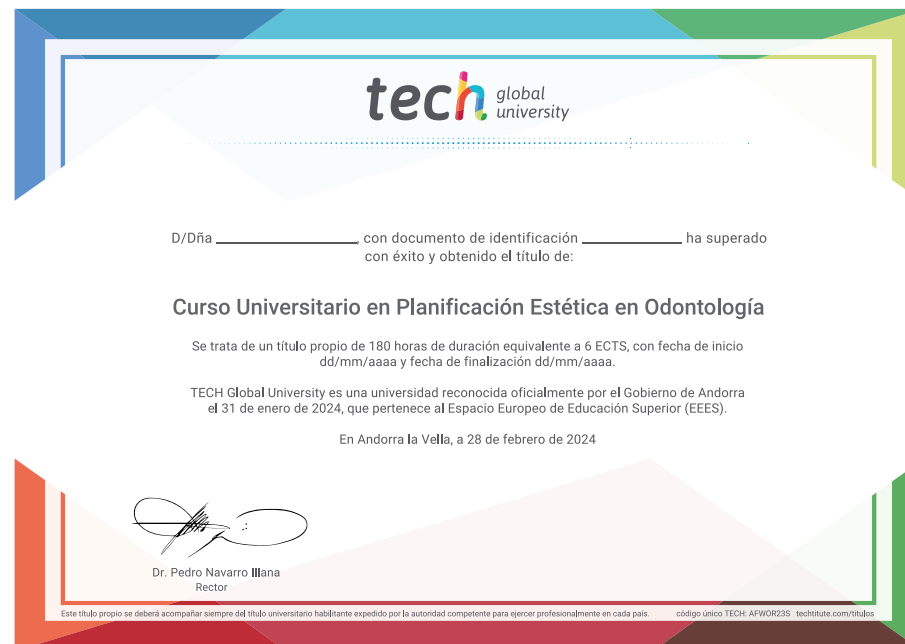 tech global
university
D/Dña ____________________, con documento de identificación ______________ ha superado
con éxito y obtenido el título de:
Curso Universitario en Planificación Estética en Odontología
Se trata de un título propio de 180 horas de duración equivalente a 6 ECTS, con fecha de inicio
dd/mm/aaaa y fecha de finalización dd/mm/aaaa.
TECH Global University es una universidad reconocida oficialmente por el Gobierno de Andorra
el 31 de enero de 2024, que pertenece al Espacio Europeo de Educación Superior (EEES).
En Andorra la Vella, a 28 de febrero de 2024
Dr. Pedro Navarro Illana
Rector
Este título propio se deberá acompañar siempre del título universitario habilitante expedido por la autoridad competente para ejercer profesionalmente en cada país. código único TECH: AFWOR23S techtitute.com/titulos